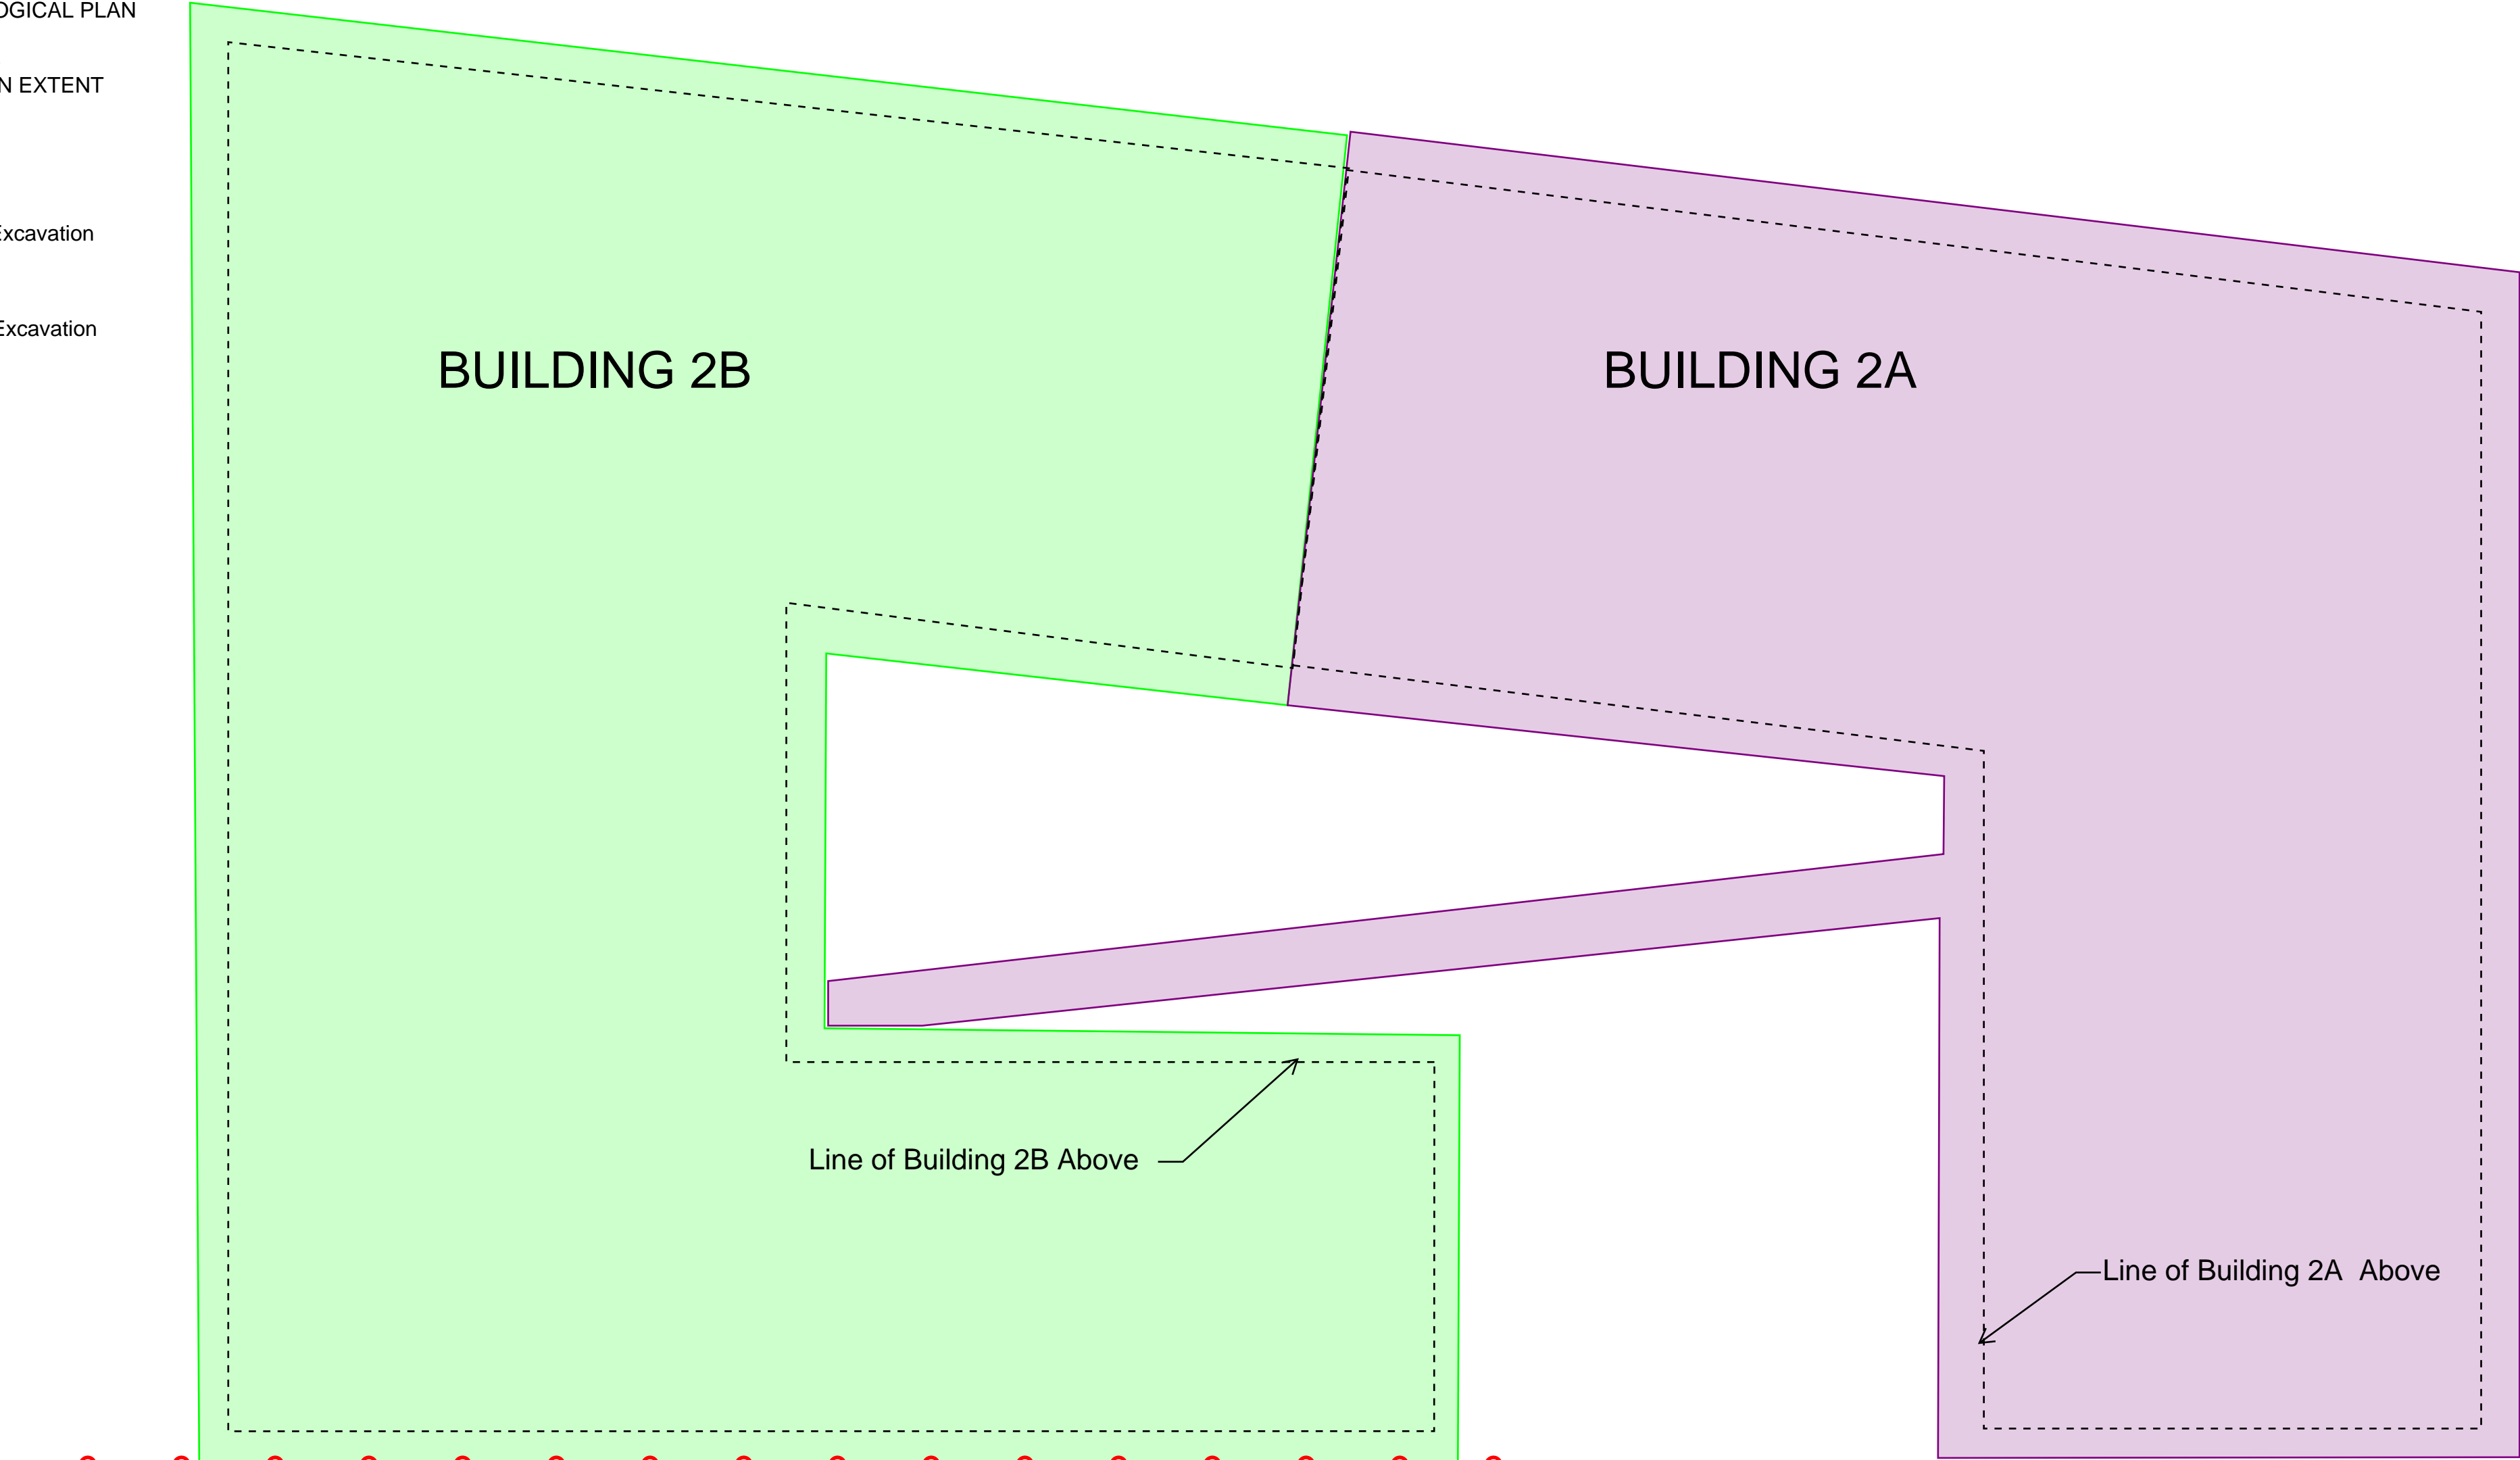 OGICAL PLAN
N EXTENT
Excavation
Excavation
BUILDING 2B
BUILDING 2A
Line of Building 2B Above
Line of Building 2A Above